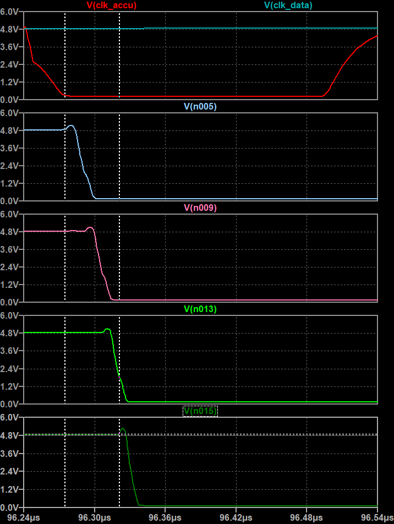 V(clk_accu) V(clk_data)
6.0V
4.8V
3.6V
2.4V
1.2V
0.0V
V(n005)
6.0V
4.8V
3.6V
2.4V
1.2V
0.0V
V(n009)
6.0V
4.8V
3.6V
2.4V
1.2V
0.0V
V(n013)
6.0V
4.8V
3.6V
2.4V
1.2V
0.0V
V(n015)
6.0V
4.8V
3.6V
2.4V
1.2V
0.0V
96.24µs 96.30µs 96.36µs 96.42µs 96.48µs 96.54µs